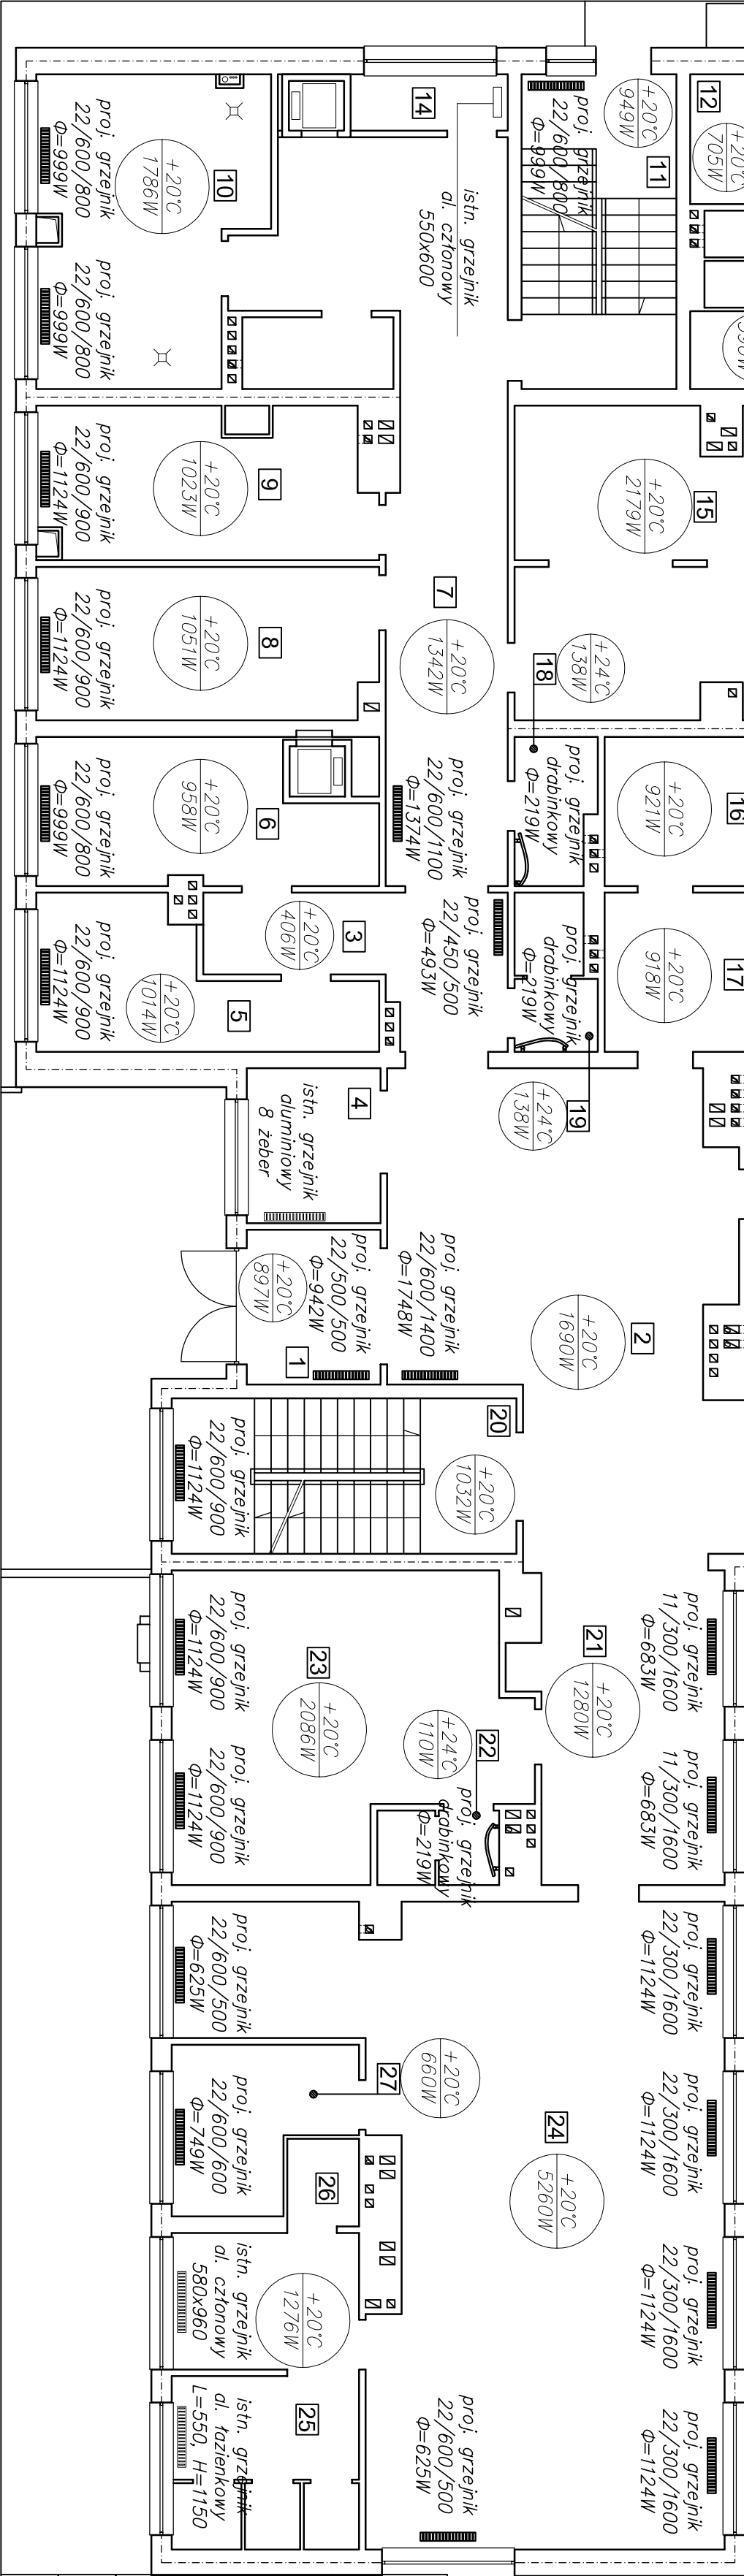 12
+20°C
705W
14
+20°C
949W
11
proj. grzejnik
22/600/800
Φ=999W
istn. grzejnik
al. członowy
550x600
10
+20°C
1786W
proj. grzejnik
22/600/800
Φ=999W
proj. grzejnik
22/600/800
Φ=999W
9
+20°C
1023W
proj. grzejnik
22/600/900
Φ=1124W
15
+20°C
2179W
7
+20°C
1342W
8
+20°C
1051W
proj. grzejnik
22/600/900
Φ=1124W
18
+24°C
138W
proj. grzejnik
drabinkowy
Φ=219W
16
+20°C
921W
proj. grzejnik
22/600/1100
Φ=1374W
6
+20°C
958W
proj. grzejnik
22/600/800
Φ=999W
17
+20°C
918W
proj. grzejnik
drabinkowy
Φ=219W
19
+24°C
138W
proj. grzejnik
22/450/500
Φ=493W
3
+20°C
406W
5
+20°C
1014W
proj. grzejnik
22/600/900
Φ=1124W
4
istn. grzejnik
aluminiowy
8 żeber
2
+20°C
1690W
proj. grzejnik
22/600/1400
Φ=1748W
proj. grzejnik
22/500/500
Φ=942W
+20°C
897W
1
20
+20°C
1032W
proj. grzejnik
22/600/900
Φ=1124W
21
+20°C
1280W
proj. grzejnik
11/300/1600
Φ=683W
proj. grzejnik
11/300/1600
Φ=683W
23
+20°C
2086W
proj. grzejnik
22/600/900
Φ=1124W
proj. grzejnik
22/600/900
Φ=1124W
22
+24°C
110W
proj. grzejnik
drabinkowy
Φ=219W
proj. grzejnik
22/300/1600
Φ=1124W
proj. grzejnik
22/300/1600
Φ=1124W
proj. grzejnik
22/300/1600
Φ=1124W
proj. grzejnik
22/300/1600
Φ=1124W
24
+20°C
5260W
proj. grzejnik
22/600/500
Φ=625W
27
+20°C
660W
proj. grzejnik
22/600/600
Φ=749W
26
+20°C
1276W
istn. grzejnik
al. członowy
580x960
25
istn. grzejnik
al. łazienkowy
L=550, H=1150
proj. grzejnik
22/600/500
Φ=625W